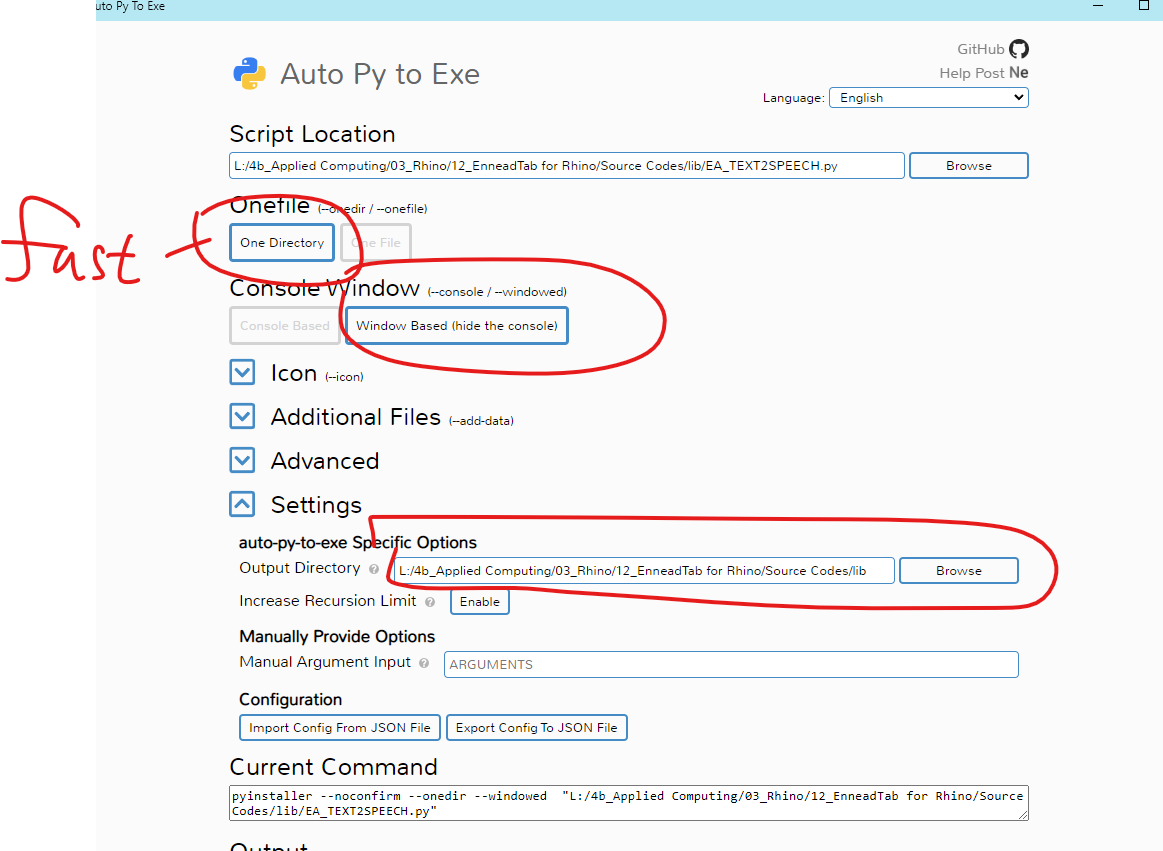 uto Py To Exe
GitHub
Help Post Ne
Auto Py to Exe
Language: English
Script Location
L:/4b_Applied Computing/03_Rhino/12_EnneadTab for Rhino/Source Codes/lib/EA_TEXT2SPEECH.py Browse
Onefile (--onedir / --onefile)
fast
One Directory One File
Console Window (--console / --windowed)
Console Based Window Based (hide the console)
Icon (--icon)
Additional Files (--add-data)
Advanced
Settings
auto-py-to-exe Specific Options
Output Directory ? L:/4b_Applied Computing/03_Rhino/12_EnneadTab for Rhino/Source Codes/lib Browse
Increase Recursion Limit ? Enable
Manually Provide Options
Manual Argument Input ? ARGUMENTS
Configuration
Import Config From JSON File Export Config To JSON File
Current Command
pyinstaller --noconfirm --onedir --windowed  "L:/4b_Applied Computing/03_Rhino/12_EnneadTab for Rhino/Source
Codes/lib/EA_TEXT2SPEECH.py"
Output